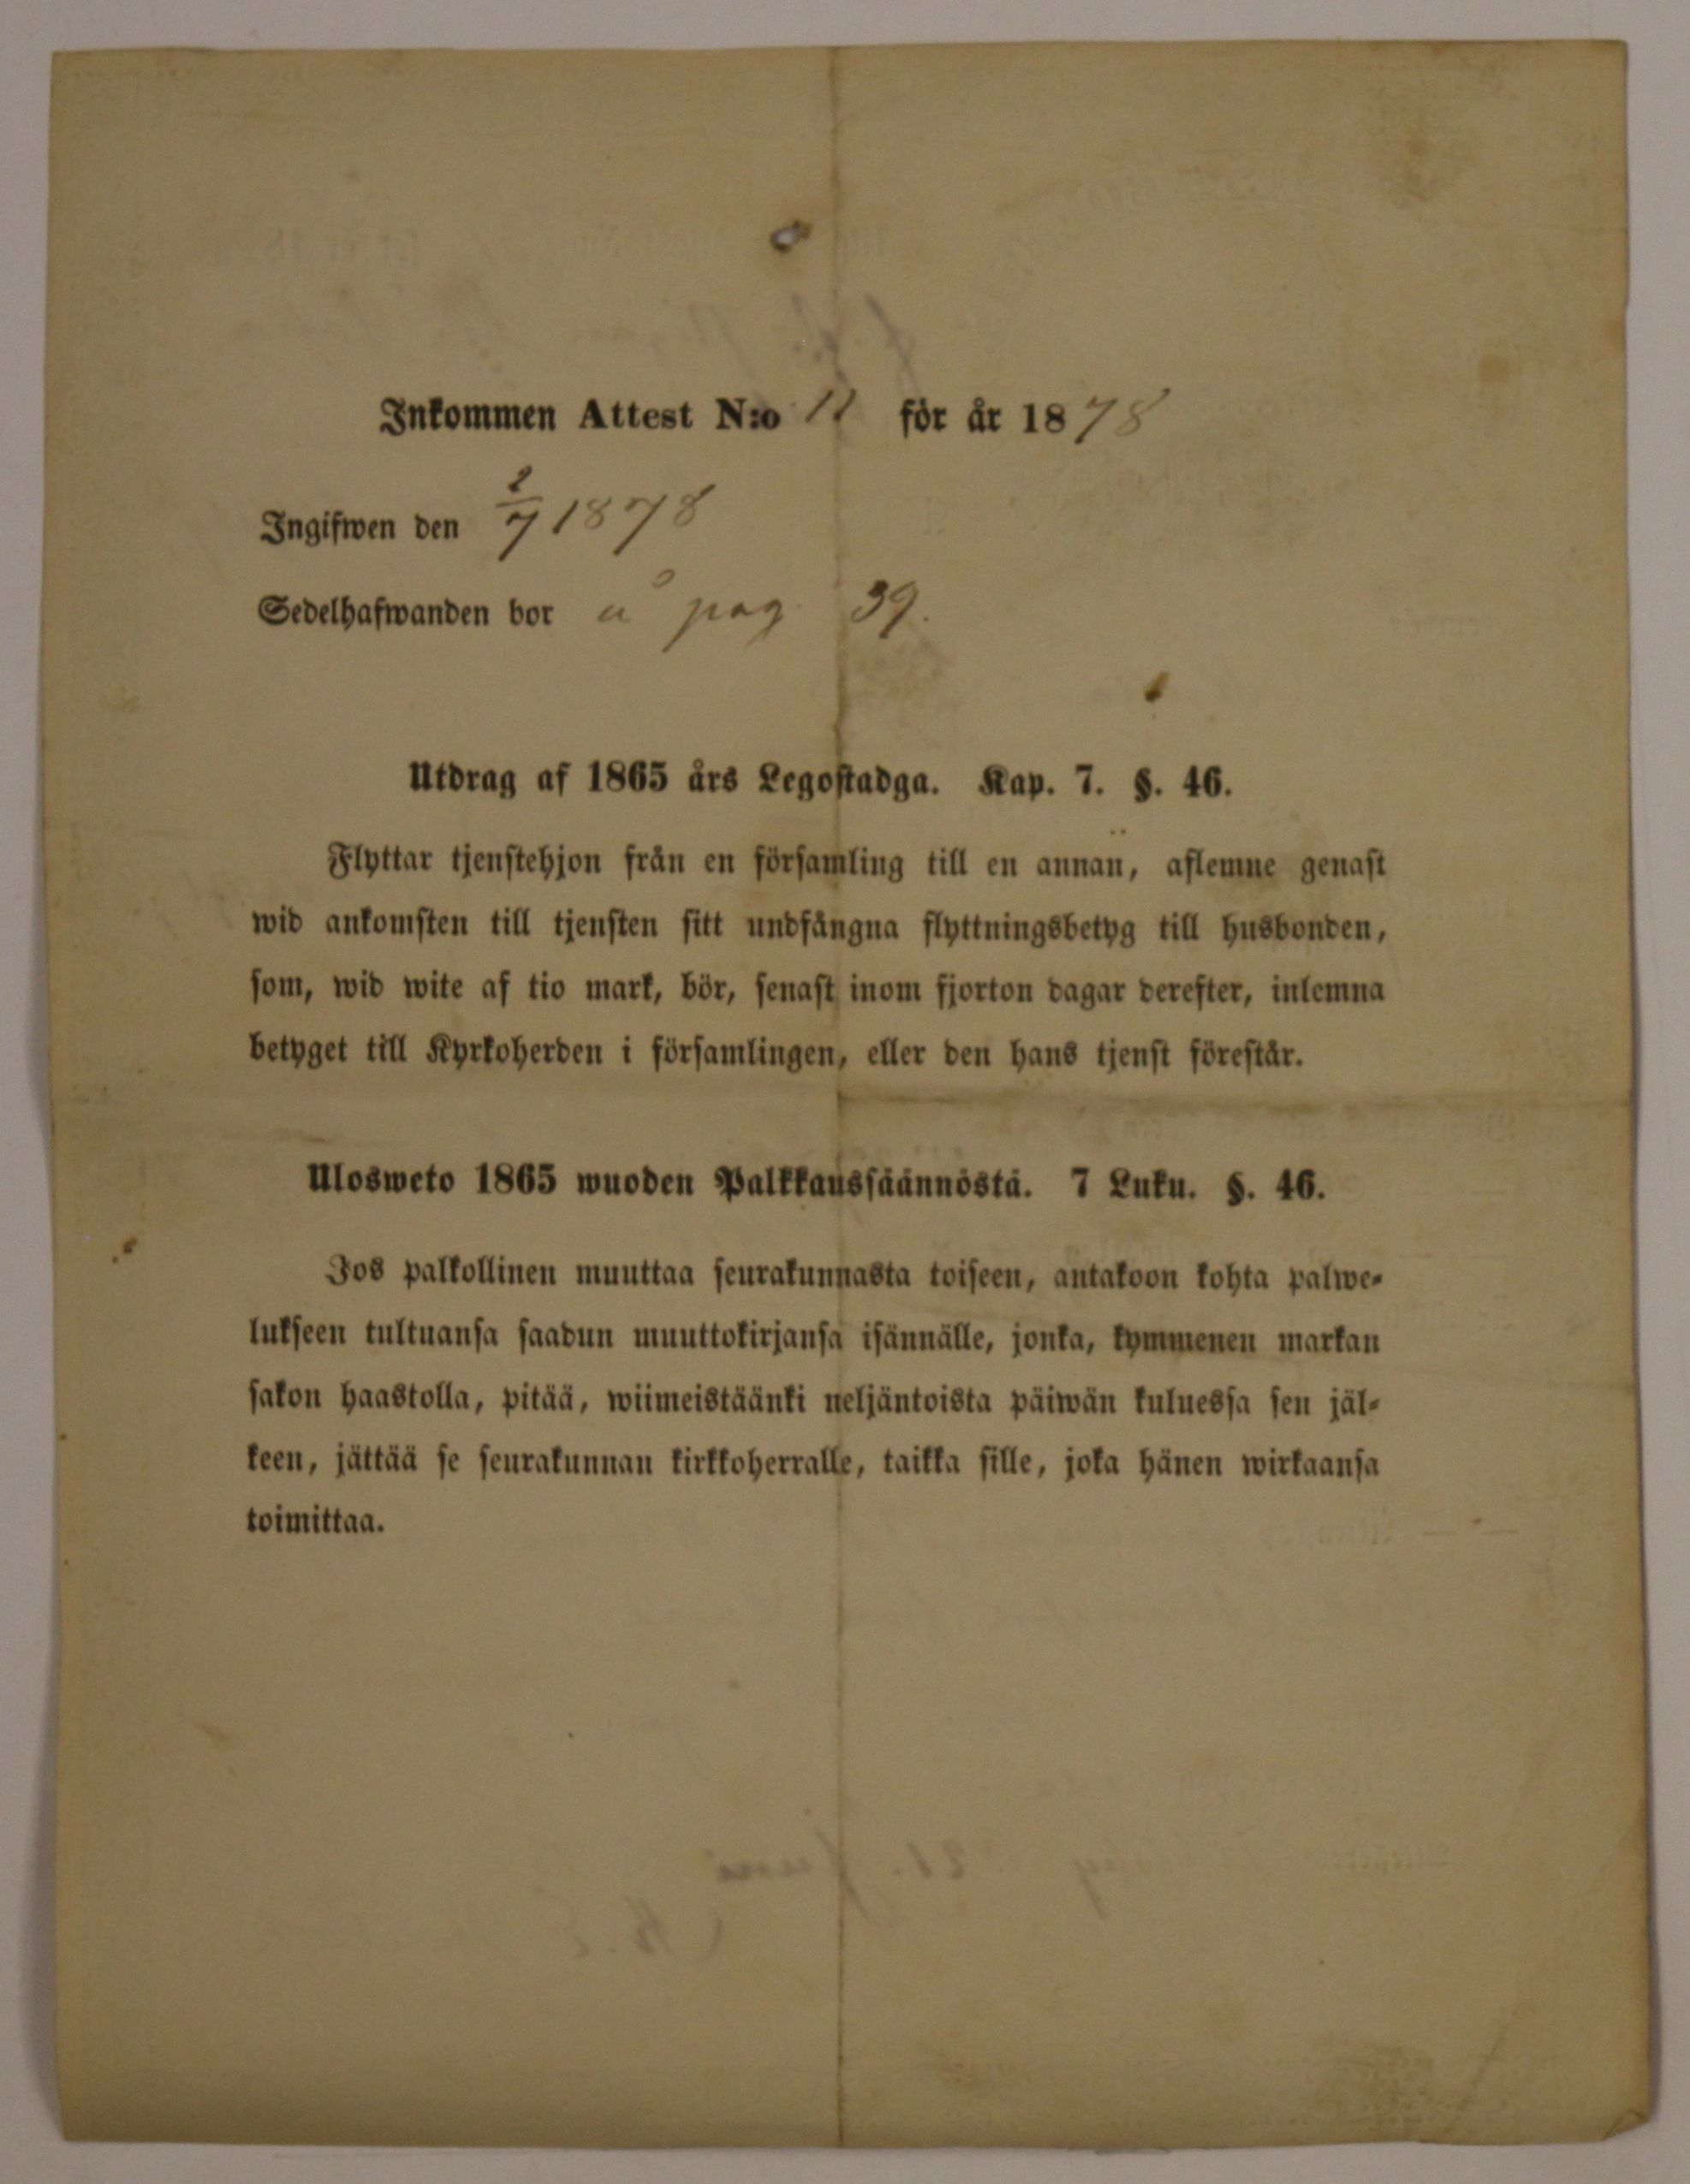 Inkommen Attest N:o 11 för år 1878
Ingifwen den 2/7 1878
Sedelhafwanden bor å pag. 39.
Utdrag af 1865 års Legostadga. Kap. 7. §. 46.
Flyttar tjenstehjon från en församling till en annan, aflemne genast
wid ankomsten till tjensten sitt undfångna flyttningsbetyg till husbonden,
som, wid wite af tio mark, bör, senast inom fjorton dagar derefter, inlemna
betyget till Kyrkoherden i församlingen, eller den hans tjenst förestår.
Ulosweto 1865 wuoden Palkkaussäännöstä. 7 Luku. §. 46.
Jos palkollinen muuttaa seurakunnasta toiseen, antakoon kohta palwe-
lukseen tultuansa saadun muuttokirjansa isännälle, jonka, kymmenen markan
sakon haastolla, pitää, wiimeistäänki neljäntoista päiwän kuluessa sen jäl-
keen, jättää se seurakunnan kirkkoherralle, taikka sille, joka hänen wirkaansa
toimittaa.